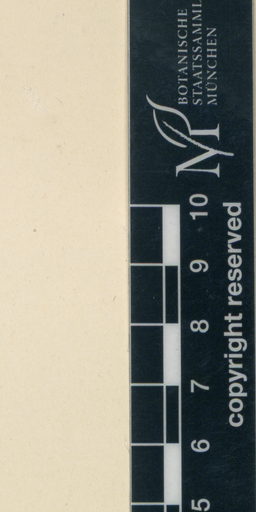 BOTANISCHE
STAATSSAMML
MÜNCHEN
M
10
9
8
7
6
5
copyright reserved